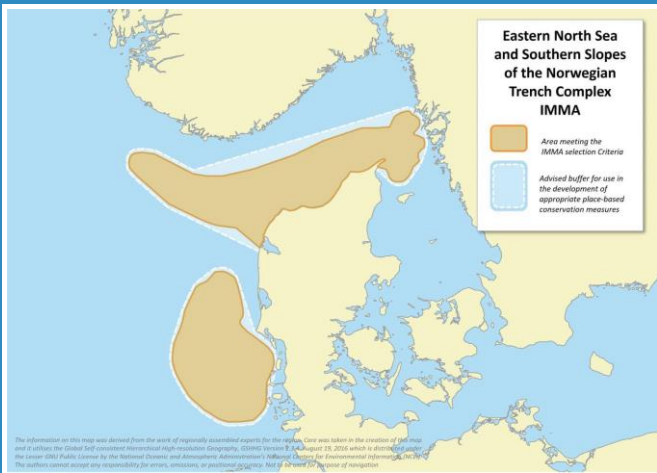 Eastern North Sea
and Southern Slopes
of the Norwegian
Trench Complex
IMMA
Area meeting the
IMMA selection Criteria
Advised buffer for use in
the development of
appropriate place-based
conservation measures
The information on this map was derived from the work of regionally assembled experts for the region. Care was taken in the creation of this map
and it utilises the Global Self-consistent Hierarchical High-resolution Geography, GSHHG Version August 19, 2016 which is distributed under
the Lesser GNU Public License by the National Oceanic and Atmospheric Administration's National Centers for Environmental Information
The authors cannot accept any responsibility for errors, omissions, or positional accuracy. Not to be used for purpose of navigation